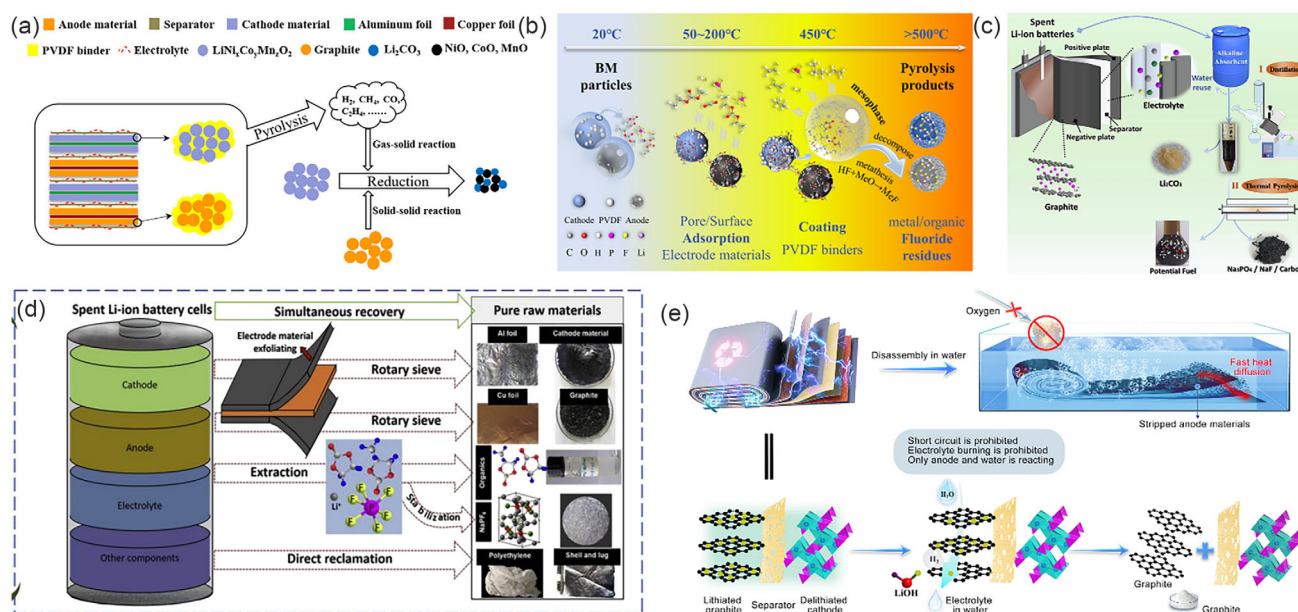 (a)
Anode material
Separator
Cathode material
Aluminum foil
Copper foil
PVDF binder
Electrolyte
LiNiₓCoᵧMn_zO₂
Graphite
Li₂CO₃
NiO, CoO, MnO
Pyrolysis
H₂, CH₄, CO,
C₂H₄, ……
Gas-solid reaction
Reduction
Solid-solid reaction
(b)
20°C
50~200°C
450°C
>500°C
BM
particles
Pyrolysis
products
mesophase
decompose
metathesis
HF+MeO→MeF
Cathode PVDF Anode
C O H P F Li
Pore/Surface
Adsorption
Electrode materials
Coating
PVDF binders
metal/organic
Fluoride
residues
(c)
Spent
Li-ion batteries
Positive plate
Alkaline
Absorbent
Water
reuse
I Distillation
Electrolyte
Separator
Negative plate
Graphite
Li₂CO₃
II Thermal Pyrolysis
Potential Fuel
Na₃PO₄ / NaF / Carbon
(d)
Spent Li-ion battery cells
Simultaneous recovery
Pure raw materials
Electrode material
exfoliating
Cathode
Anode
Electrolyte
Other components
Rotary sieve
Rotary sieve
Extraction
Li⁺
F F F P F F F
Stabilization
Direct reclamation
Al foil
Cathode material
Cu foil
Graphite
Organics
NaPF₆
Polyethylene
Shell and lug
(e)
Disassembly in water
Oxygen
Fast heat
diffusion
Stripped anode materials
Short circuit is prohibited
Electrolyte burning is prohibited
Only anode and water is reacting
H₂O
H₂
LiOH
Lithiated
graphite
Separator
Delithiated
cathode
Electrolyte
in water
Graphite
Graphite